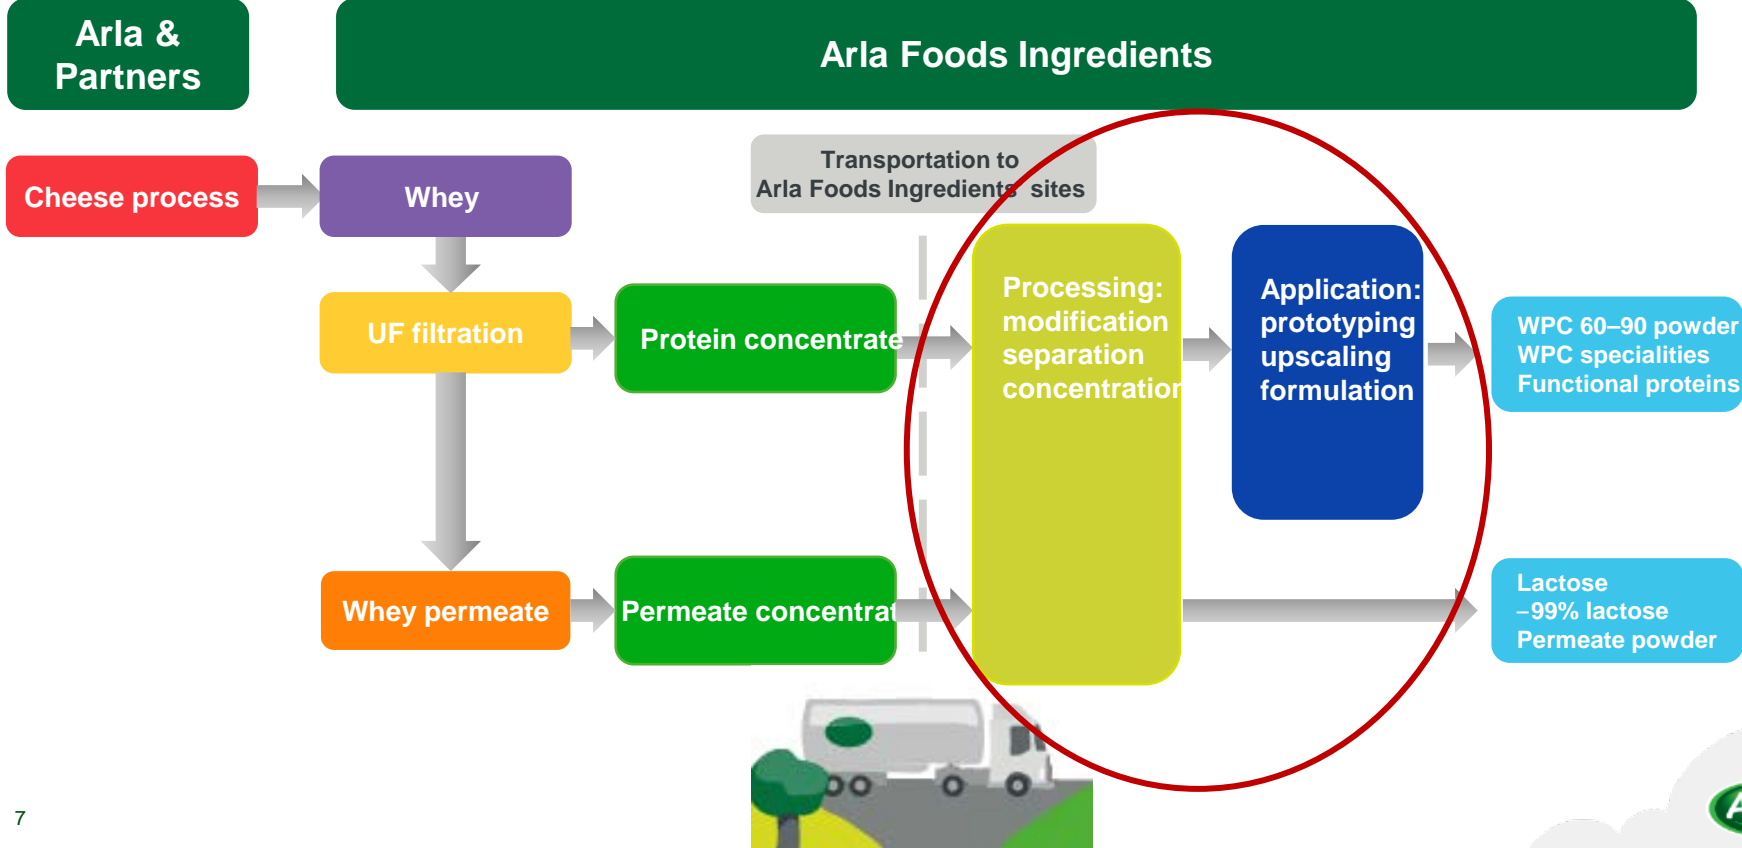 Arla &
Partners
Arla Foods Ingredients
Transportation to
Arla Foods Ingredients' sites
Cheese process
Whey
UF filtration
Protein concentrate
Processing:
modification
separation
concentration
Application:
prototyping
upscaling
formulation
WPC 60–90 powder
WPC specialities
Functional proteins
Whey permeate
Permeate concentrat
Lactose
–99% lactose
Permeate powder
7
A